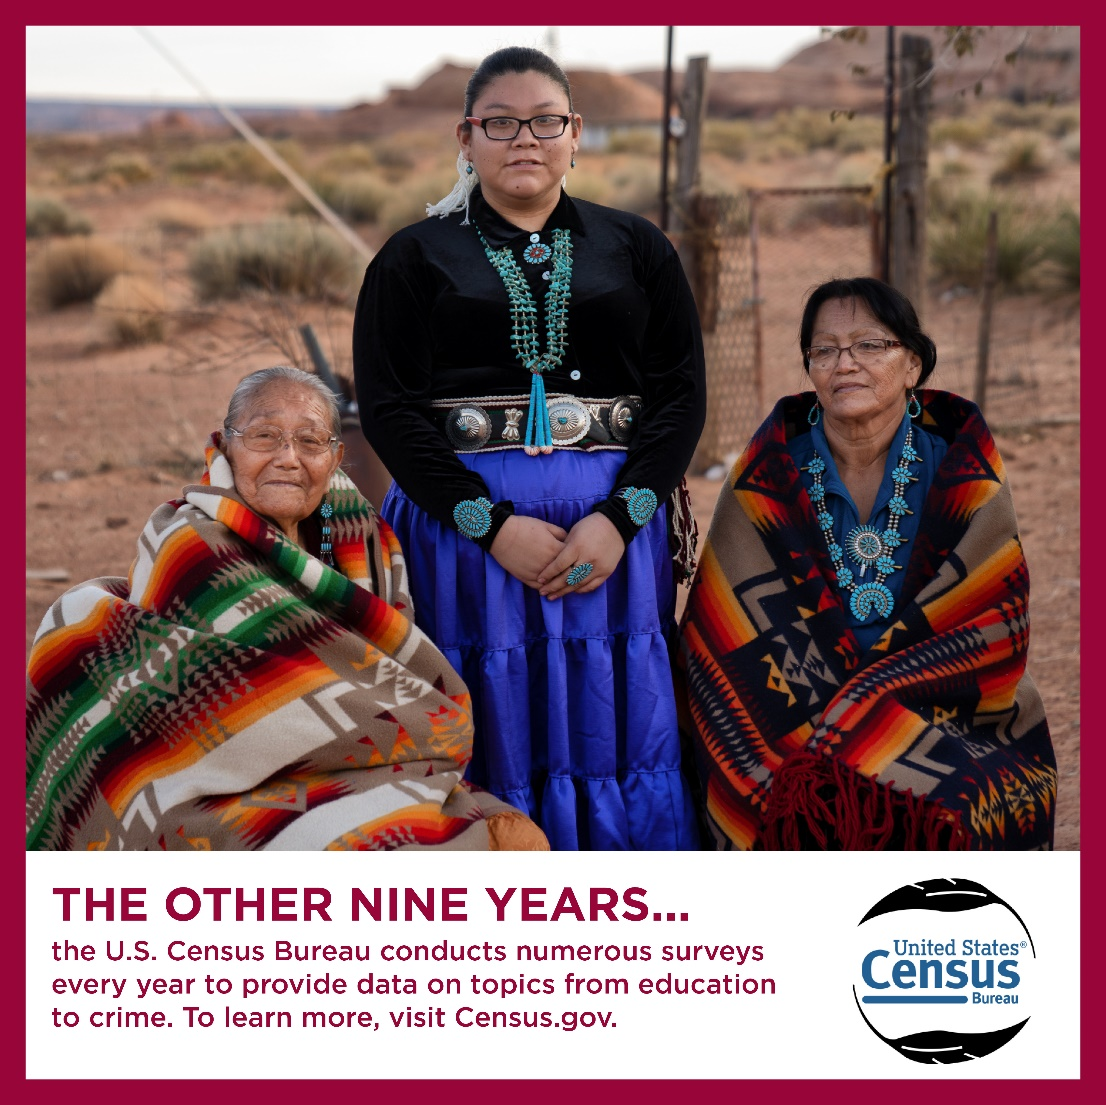 THE OTHER NINE YEARS...
the U.S. Census Bureau conducts numerous surveys
every year to provide data on topics from education
to crime. To learn more, visit Census.gov.
United States®
Census
Bureau